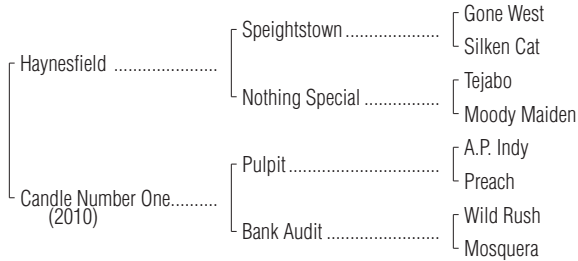 Gone West
Speightstown ......................
Silken Cat
Haynesfield ........................
Tejabo
Nothing Special .................
Moody Maiden
A.P. Indy
Pulpit ...................................
Preach
Candle Number One..........
(2010)
Wild Rush
Bank Audit ..........................
Mosquera